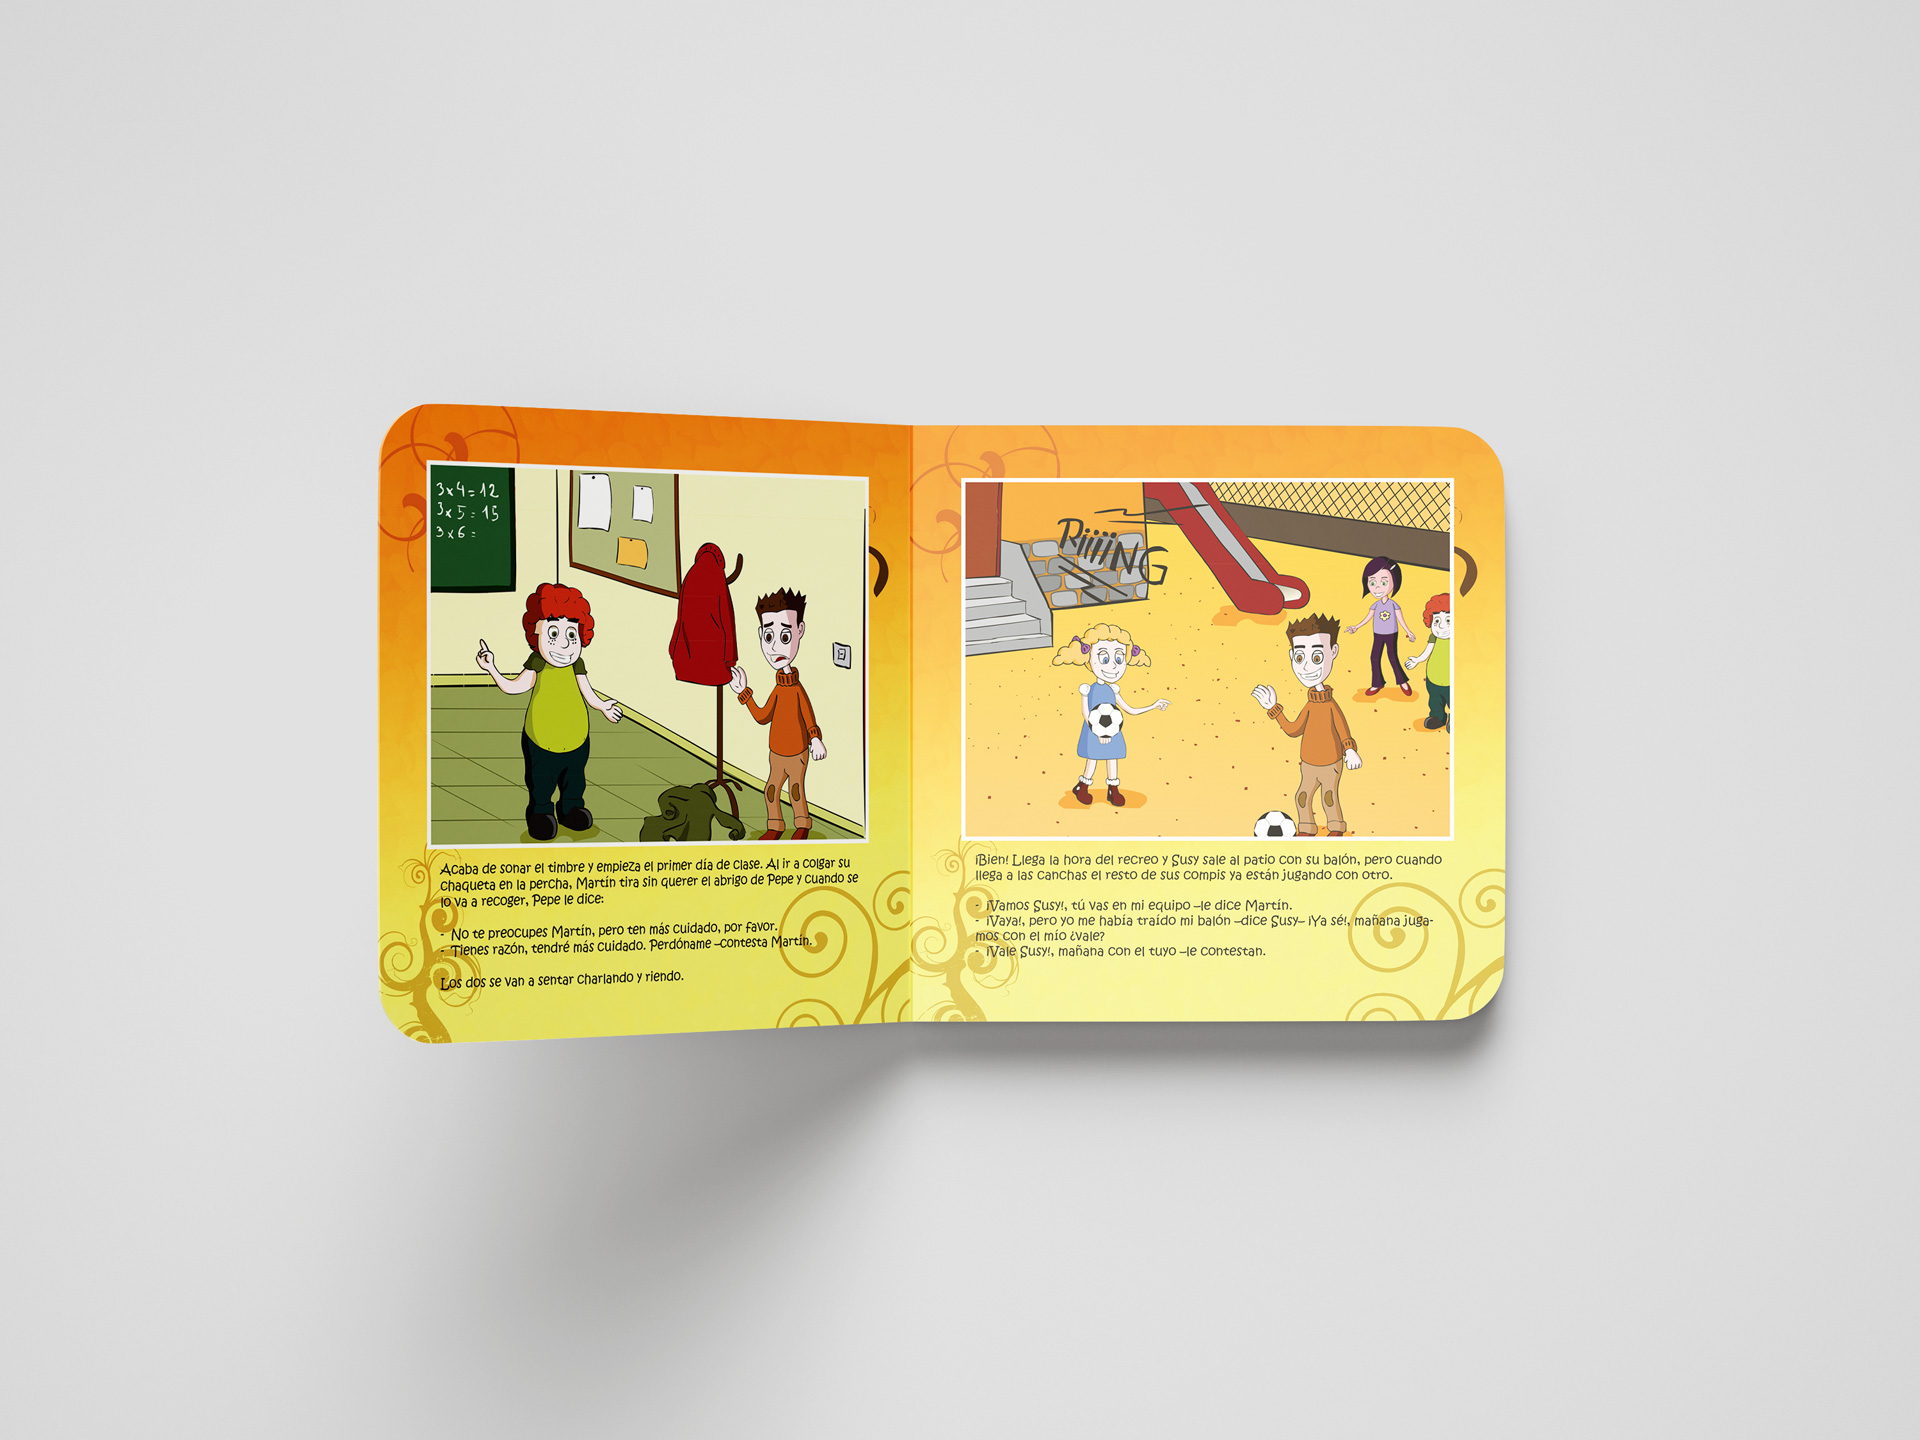 3x4=12
3x5=15
3x6=
Acaba de sonar el timbre y empieza el primer día de clase. Al ir a colgar su
chaqueta en la percha, Martín tira sin querer el abrigo de Pepe y cuando se
lo va a recoger, Pepe le dice:
- No te preocupes Martín, pero ten más cuidado, por favor.
- Tienes razón, tendré más cuidado. Perdóname –contesta Martín.
Los dos se van a sentar charlando y riendo.
RiiiiNG
¡Bien! Llega la hora del recreo y Susy sale al patio con su balón, pero cuando
llega a las canchas el resto de sus compis ya están jugando con otro.
- ¡Vamos Susy!, tú vas en mi equipo –le dice Martín.
- ¡Vaya!, pero yo me había traído mi balón –dice Susy– ¡Ya sé!, mañana juga-
mos con el mío ¿vale?
- ¡Vale Susy!, mañana con el tuyo –le contestan.